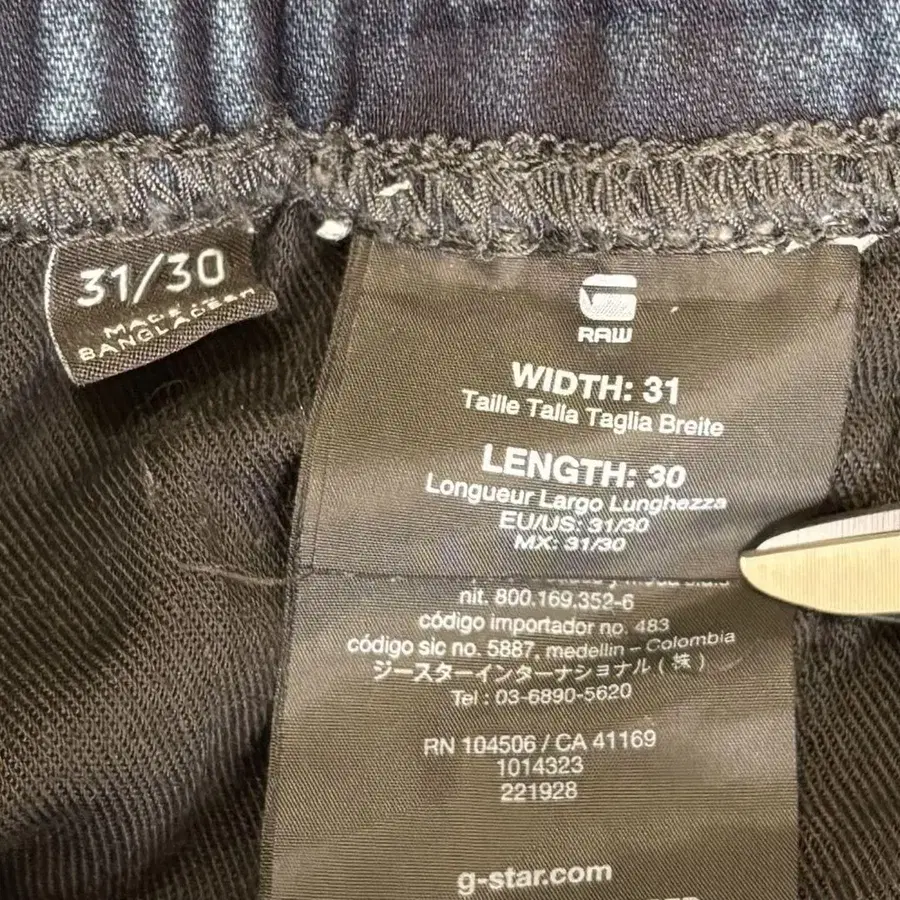 31/30
MADE IN
BANGLADESH
RAW
WIDTH: 31
Taille Talla Taglia Breite
LENGTH: 30
Longueur Largo Lunghezza
EU/US: 31/30
MX: 31/30
nit. 800.169.352-6
código importador no. 483
código sic no. 5887, medellin – Colombia
ジースターインターナショナル (株)
Tel : 03-6890-5620
RN 104506 / CA 41169
1014323
221928
g-star.com